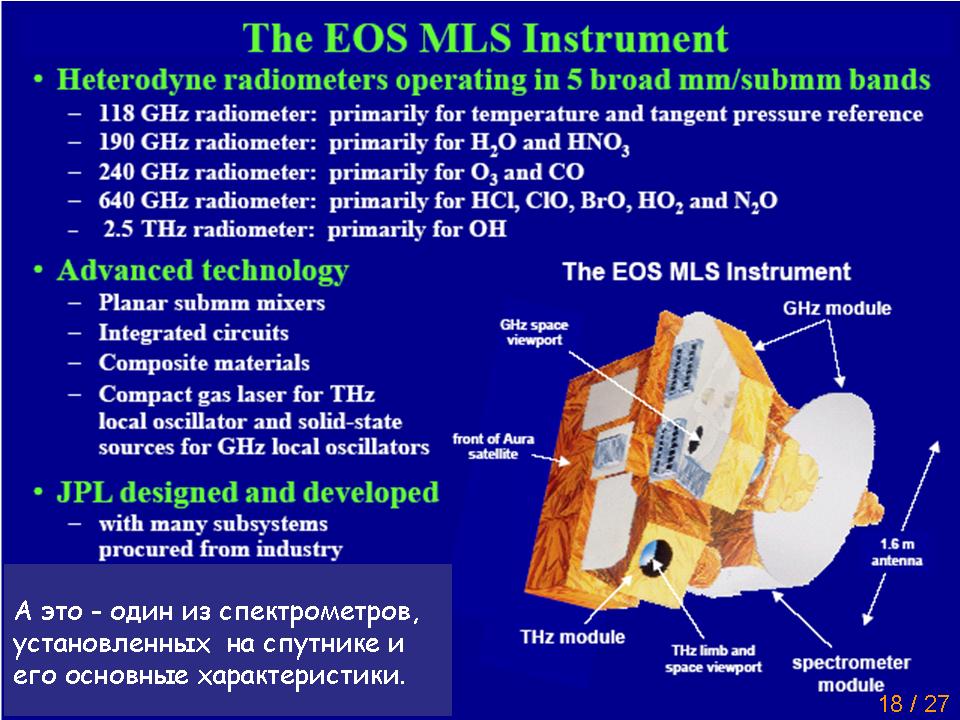 The EOS MLS Instrument
• Heterodyne radiometers operating in 5 broad mm/submm bands
– 118 GHz radiometer: primarily for temperature and tangent pressure reference
– 190 GHz radiometer: primarily for H₂O and HNO₃
– 240 GHz radiometer: primarily for O₃ and CO
– 640 GHz radiometer: primarily for HCl, ClO, BrO, HO₂ and N₂O
– 2.5 THz radiometer: primarily for OH
• Advanced technology
– Planar submm mixers
– Integrated circuits
– Composite materials
– Compact gas laser for THz
local oscillator and solid-state
sources for GHz local oscillators
• JPL designed and developed
– with many subsystems
procured from industry
The EOS MLS Instrument
GHz module
GHz space
viewport
front of Aura
satellite
1.6 m
antenna
THz module
THz limb and
space viewport
spectrometer
module
А это - один из спектрометров,
установленных на спутнике и
его основные характеристики.
18 / 27